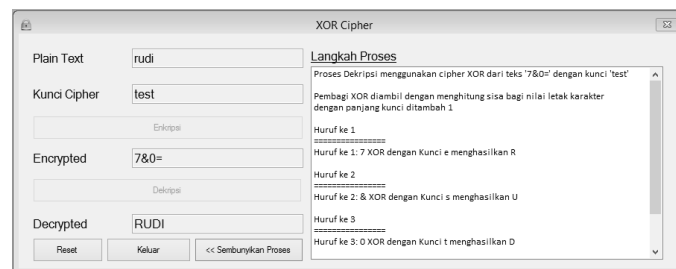 XOR Cipher
Plain Text
rudi
Kunci Cipher
test
Enkripsi
Encrypted
7&0=
Dekripsi
Decrypted
RUDI
Reset
Keluar
<< Sembunyikan Proses
Langkah Proses
Proses Dekripsi menggunakan cipher XOR dari teks '7&0=' dengan kunci 'test'
Pembagi XOR diambil dengan menghitung sisa bagi nilai letak karakter
dengan panjang kunci ditambah 1
Huruf ke 1
================
Huruf ke 1: 7 XOR dengan Kunci e menghasilkan R
Huruf ke 2
================
Huruf ke 2: & XOR dengan Kunci s menghasilkan U
Huruf ke 3
================
Huruf ke 3: 0 XOR dengan Kunci t menghasilkan D